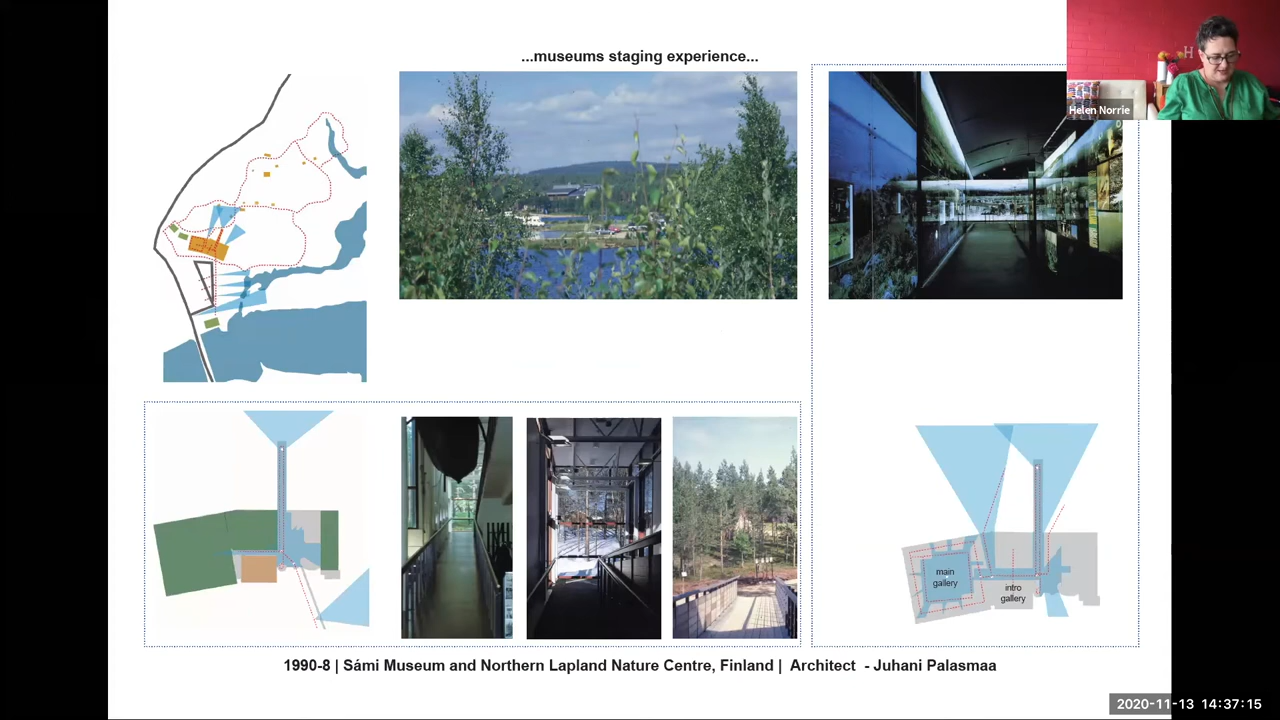 ...museums staging experience...
H
Helen Norrie
main
gallery
intro
gallery
1990-8 | Sámi Museum and Northern Lapland Nature Centre, Finland | Architect - Juhani Palasmaa
2020-11-13 14:37:15